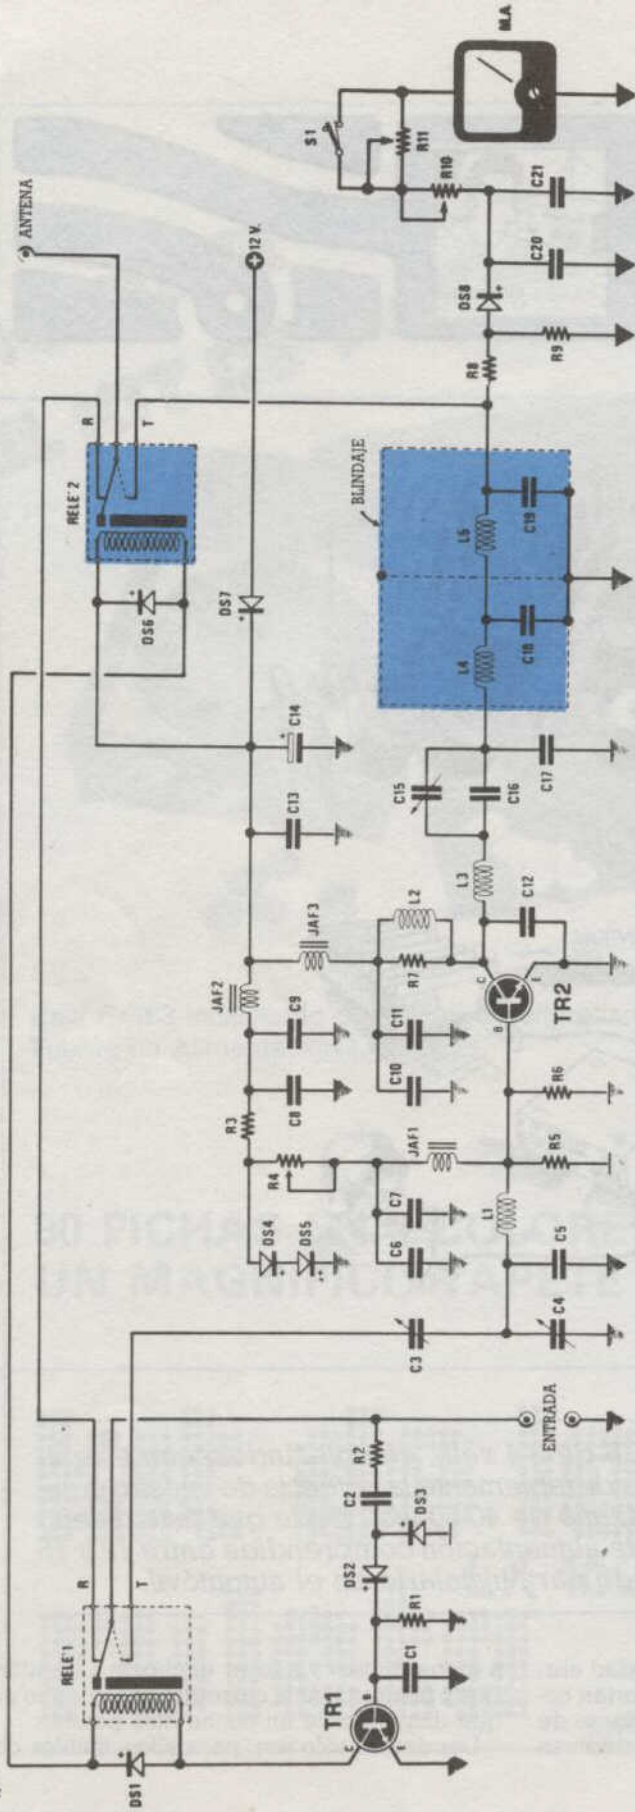 ANTENA
S1
M.A
R11
R10
C21
C20
DS8
R9
R8
+12 V.
R
T
RELE' 2
DS6
DS7
BLINDAJE
L5
C19
L4
C18
C14
C13
C15
C16
C17
L3
L2
C12
JAF3
JAF2
R7
C
E
B
TR2
C9
C8
C11
C10
R3
R4
JAF1
R6
R5
DS4
DS5
C7
C6
L1
C5
C4
C3
ENTRADA
R2
C2
DS3
DS2
R1
C1
R
T
RELE' 1
DS1
TR1
B
C
E